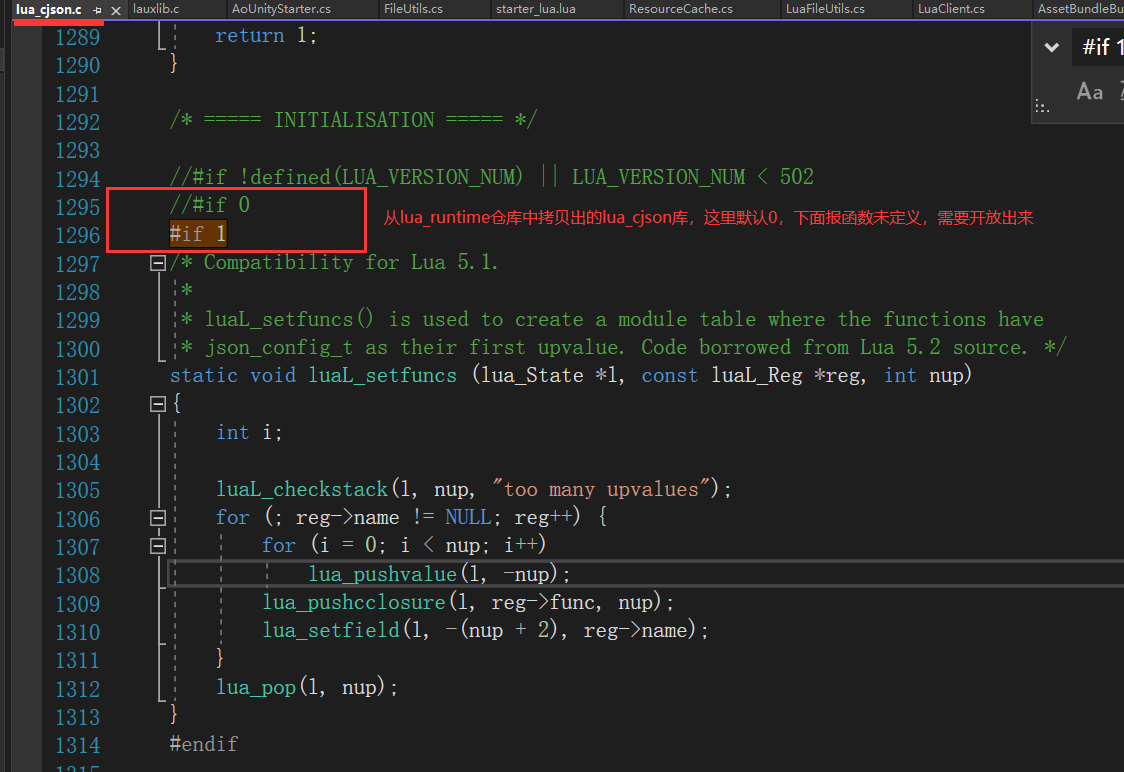 lua_cjson.c lauxlib.c AoUnityStarter.cs FileUtils.cs starter_lua.lua ResourceCache.cs LuaFileUtils.cs LuaClient.cs AssetBundleBu
#if 1
Aa
1289 return 1;
1290 }
1291
1292 /* ===== INITIALISATION ===== */
1293
1294 //#if !defined(LUA_VERSION_NUM) || LUA_VERSION_NUM < 502
1295 //#if 0
1296 #if 1
从lua_runtime仓库中拷贝出的lua_cjson库，这里默认0，下面报函数未定义，需要开放出来
1297 /* Compatibility for Lua 5.1.
1298 *
1299 * luaL_setfuncs() is used to create a module table where the functions have
1300 * json_config_t as their first upvalue. Code borrowed from Lua 5.2 source. */
1301 static void luaL_setfuncs (lua_State *l, const luaL_Reg *reg, int nup)
1302 {
1303 int i;
1304
1305 luaL_checkstack(l, nup, "too many upvalues");
1306 for (; reg->name != NULL; reg++) {
1307 for (i = 0; i < nup; i++)
1308 lua_pushvalue(l, -nup);
1309 lua_pushcclosure(l, reg->func, nup);
1310 lua_setfield(l, -(nup + 2), reg->name);
1311 }
1312 lua_pop(l, nup);
1313 }
1314 #endif